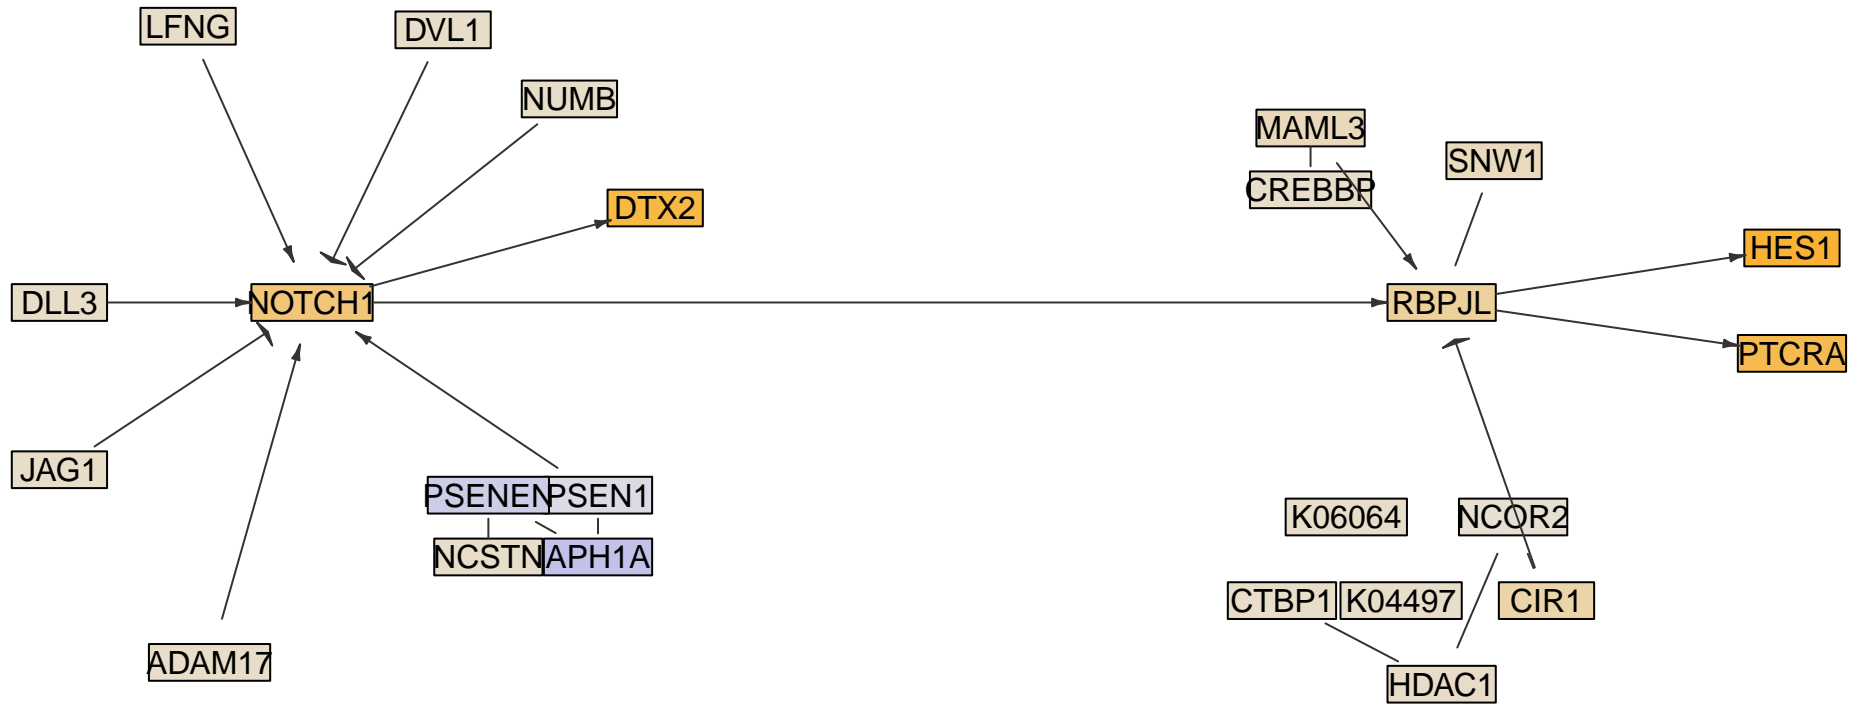 LFNG
DVL1
NUMB
MAML3
SNW1
CREBBP
DTX2
HES1
DLL3
NOTCH1
RBPJL
PTCRA
JAG1
PSENEN
PSEN1
K06064
NCOR2
NCSTN
APH1A
CTBP1
K04497
CIR1
ADAM17
HDAC1